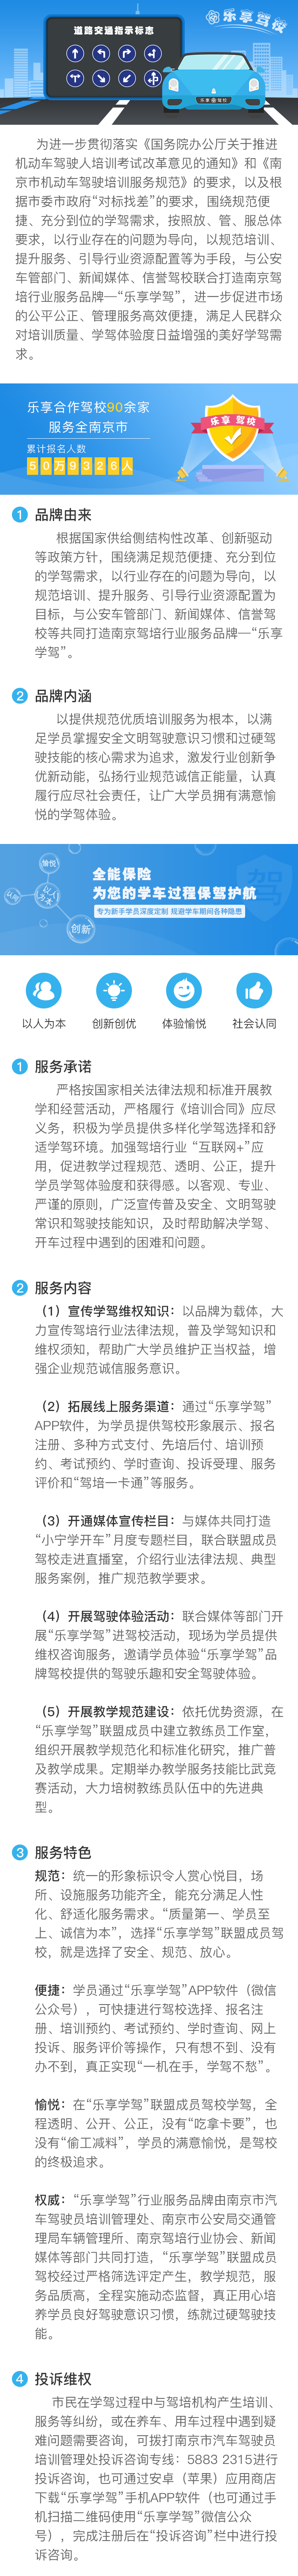 道路交通指示标志
乐享驾校
乐享 驾校
为进一步贯彻落实《国务院办公厅关于推进
机动车驾驶人培训考试改革意见的通知》和《南
京市机动车驾驶培训服务规范》的要求，以及根
据市委市政府“对标找差”的要求，围绕规范便
捷、充分到位的学驾需求，按照放、管、服总体
要求，以行业存在的问题为导向，以规范培训、
提升服务、引导行业资源配置等为手段，与公安
车管部门、新闻媒体、信誉驾校联合打造南京驾
培行业服务品牌—“乐享学驾”，进一步促进市场
的公平公正、管理服务高效便捷，满足人民群众
对培训质量、学驾体验度日益增强的美好学驾需
求。
乐享合作驾校90余家
服务全南京市
累计报名人数
50万9326人
乐享 驾校
1 品牌由来
根据国家供给侧结构性改革、创新驱动
等政策方针，围绕满足规范便捷、充分到位
的学驾需求，以行业存在的问题为导向，以
规范培训、提升服务、引导行业资源配置为
目标，与公安车管部门、新闻媒体、信誉驾
校等共同打造南京驾培行业服务品牌—“乐享
学驾”。
2 品牌内涵
以提供规范优质培训服务为根本，以满
足学员掌握安全文明驾驶意识习惯和过硬驾
驶技能的核心需求为追求，激发行业创新争
优新动能，弘扬行业规范诚信正能量，认真
履行应尽社会责任，让广大学员拥有满意愉
悦的学驾体验。
愉悦
认同
以人为本
创新
全能保险
为您的学车过程保驾护航
专为新手学员深度定制 规避学车期间各种隐患
驾
以人为本
创新创优
体验愉悦
社会认同
1 服务承诺
严格按国家相关法律法规和标准开展教
学和经营活动，严格履行《培训合同》应尽
义务，积极为学员提供多样化学驾选择和舒
适学驾环境。加强驾培行业 “互联网+”应
用，促进教学过程规范、透明、公正，提升
学员学驾体验度和获得感。以客观、专业、
严谨的原则，广泛宣传普及安全、文明驾驶
常识和驾驶技能知识，及时帮助解决学驾、
开车过程中遇到的困难和问题。
2 服务内容
（1）宣传学驾维权知识：以品牌为载体，大
力宣传驾培行业法律法规，普及学驾知识和
维权须知，帮助广大学员维护正当权益，增
强企业规范诚信服务意识。
（2）拓展线上服务渠道：通过“乐享学驾”
APP软件，为学员提供驾校形象展示、报名
注册、多种方式支付、先培后付、培训预
约、考试预约、学时查询、投诉受理、服务
评价和“驾培一卡通”等服务。
（3）开通媒体宣传栏目：与媒体共同打造
“小宁学开车”月度专题栏目，联合联盟成员
驾校走进直播室，介绍行业法律法规、典型
服务案例，推广规范教学要求。
（4）开展驾驶体验活动：联合媒体等部门开
展“乐享学驾”进驾校活动，现场为学员提供
维权咨询服务，邀请学员体验“乐享学驾”品
牌驾校提供的驾驶乐趣和安全驾驶体验。
（5）开展教学规范建设：依托优势资源，在
“乐享学驾”联盟成员中建立教练员工作室，
组织开展教学规范化和标准化研究，推广普
及教学成果。定期举办教学服务技能比武竞
赛活动，大力培树教练员队伍中的先进典
型。
3 服务特色
规范：统一的形象标识令人赏心悦目，场
所、设施服务功能齐全，能充分满足人性
化、舒适化服务需求。“质量第一、学员至
上、诚信为本”，选择“乐享学驾”联盟成员驾
校，就是选择了安全、规范、放心。
便捷：学员通过“乐享学驾”APP软件（微信
公众号），可快捷进行驾校选择、报名注
册、培训预约、考试预约、学时查询、网上
投诉、服务评价等操作，只有想不到、没有
办不到，真正实现“一机在手，学驾不愁”。
愉悦：在“乐享学驾”联盟成员驾校学驾，全
程透明、公开、公正，没有“吃拿卡要”，也
没有“偷工减料”，学员的满意愉悦，是驾校
的终极追求。
权威：“乐享学驾”行业服务品牌由南京市汽
车驾驶员培训管理处、南京市公安局交通管
理局车辆管理所、南京驾培行业协会、新闻
媒体等部门共同打造，“乐享学驾”联盟成员
驾校经过严格筛选评定产生，教学规范，服
务品质高，全程实施动态监督，真正用心培
养学员良好驾驶意识习惯，练就过硬驾驶技
能。
4 投诉维权
市民在学驾过程中与驾培机构产生培训、
服务等纠纷，或在养车、用车过程中遇到疑
难问题需要咨询，可拨打南京市汽车驾驶员
培训管理处投诉咨询专线：5883 2315进行
投诉咨询，也可通过安卓（苹果）应用商店
下载“乐享学驾”手机APP软件（也可通过手
机扫描二维码使用“乐享学驾”微信公众
号），完成注册后在“投诉咨询”栏中进行投
诉咨询。